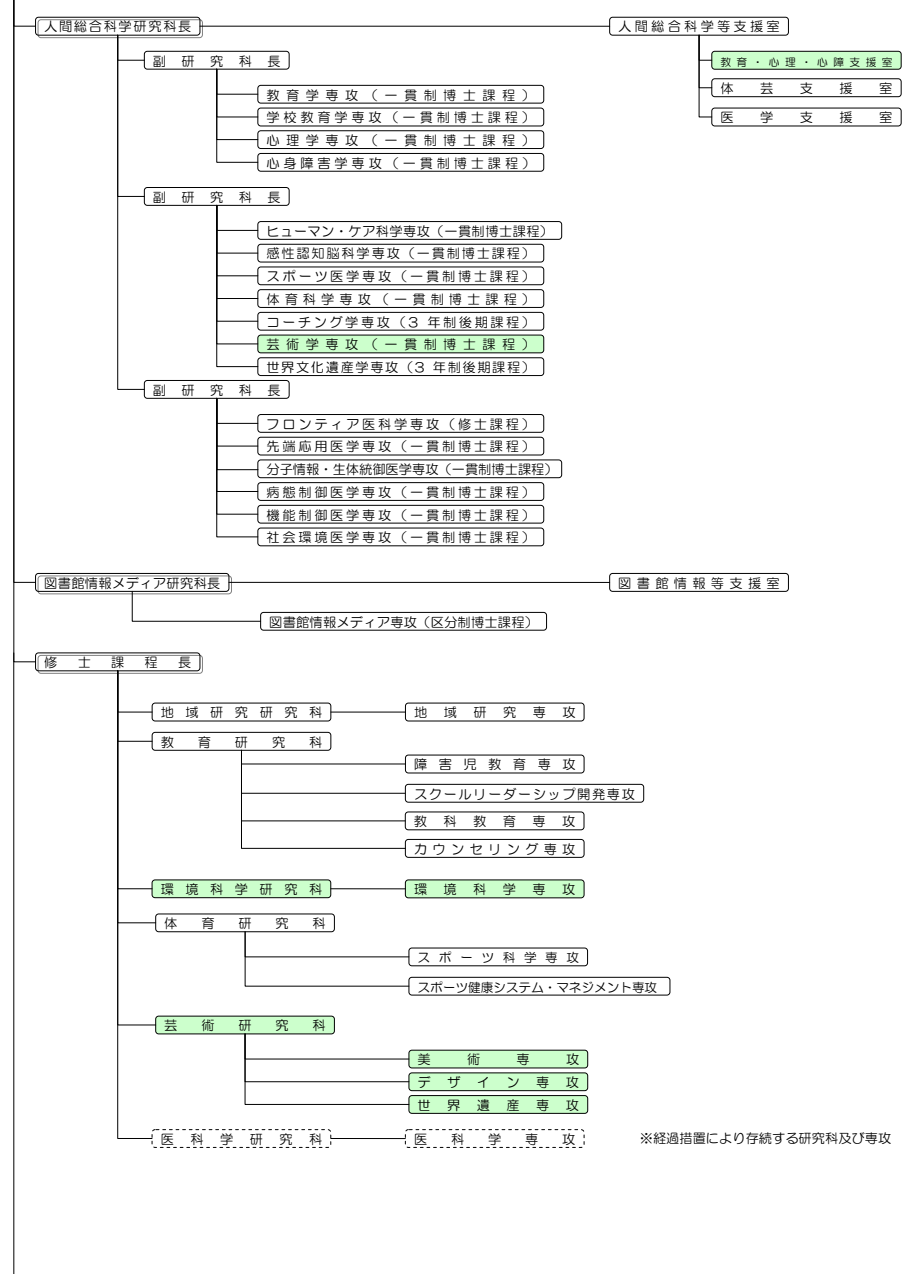 人間総合科学研究科長
人間総合科学等支援室
副研究科長
教育・心理・心障支援室
教育学専攻（一貫制博士課程）
体芸支援室
学校教育学専攻（一貫制博士課程）
医学支援室
心理学専攻（一貫制博士課程）
心身障害学専攻（一貫制博士課程）
副研究科長
ヒューマン・ケア科学専攻（一貫制博士課程）
感性認知脳科学専攻（一貫制博士課程）
スポーツ医学専攻（一貫制博士課程）
体育科学専攻（一貫制博士課程）
コーチング学専攻（3 年制後期課程）
芸術学専攻（一貫制博士課程）
世界文化遺産学専攻（3 年制後期課程）
副研究科長
フロンティア医科学専攻（修士課程）
先端応用医学専攻（一貫制博士課程）
分子情報・生体統御医学専攻（一貫制博士課程）
病態制御医学専攻（一貫制博士課程）
機能制御医学専攻（一貫制博士課程）
社会環境医学専攻（一貫制博士課程）
図書館情報メディア研究科長
図書館情報等支援室
図書館情報メディア専攻（区分制博士課程）
修士課程長
地域研究研究科
地域研究専攻
教育研究科
障害児教育専攻
スクールリーダーシップ開発専攻
教科教育専攻
カウンセリング専攻
環境科学研究科
環境科学専攻
体育研究科
スポーツ科学専攻
スポーツ健康システム・マネジメント専攻
芸術研究科
美術専攻
デザイン専攻
世界遺産専攻
医科学研究科
医科学専攻
※経過措置により存続する研究科及び専攻